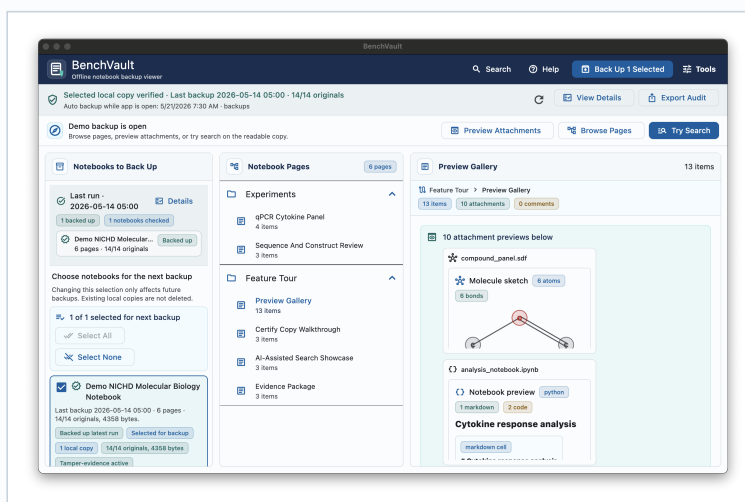 BenchVault
BenchVault
Offline notebook backup viewer
Search
Help
Back Up 1 Selected
Tools
Selected local copy verified · Last backup 2026-05-14 05:00 · 14/14 originals
Auto backup while app is open: 5/21/2026 7:30 AM · backups
View Details
Export Audit
Demo backup is open
Browse pages, preview attachments, or try search on the readable copy.
Preview Attachments
Browse Pages
Try Search
Notebooks to Back Up
Last run ·
2026-05-14 05:00
Details
1 backed up
1 notebooks checked
Demo NICHD Molecular...
Backed up
6 pages · 14/14 originals
Choose notebooks for the next backup
Changing this selection only affects future
backups. Existing local copies are not deleted.
1 of 1 selected for next backup
Select All
Select None
Demo NICHD Molecular Biology
Notebook
Last backup 2026-05-14 05:00 · 6 pages ·
14/14 originals, 4358 bytes.
Backed up latest run
Selected for backup
1 local copy
14/14 originals, 4358 bytes
Tamper-evidence active
Notebook Pages
6 pages
Experiments
qPCR Cytokine Panel
4 items
Sequence And Construct Review
3 items
Feature Tour
Preview Gallery
13 items
Certify Copy Walkthrough
3 items
AI-Assisted Search Showcase
3 items
Evidence Package
3 items
Preview Gallery
13 items
Feature Tour > Preview Gallery
13 items
10 attachments
0 comments
10 attachment previews below
compound_panel.sdf
Molecule sketch
6 atoms
6 bonds
analysis_notebook.ipynb
Notebook preview
python
1 markdown
2 code
Cytokine response analysis
markdown cell
# Cytokine response analysis